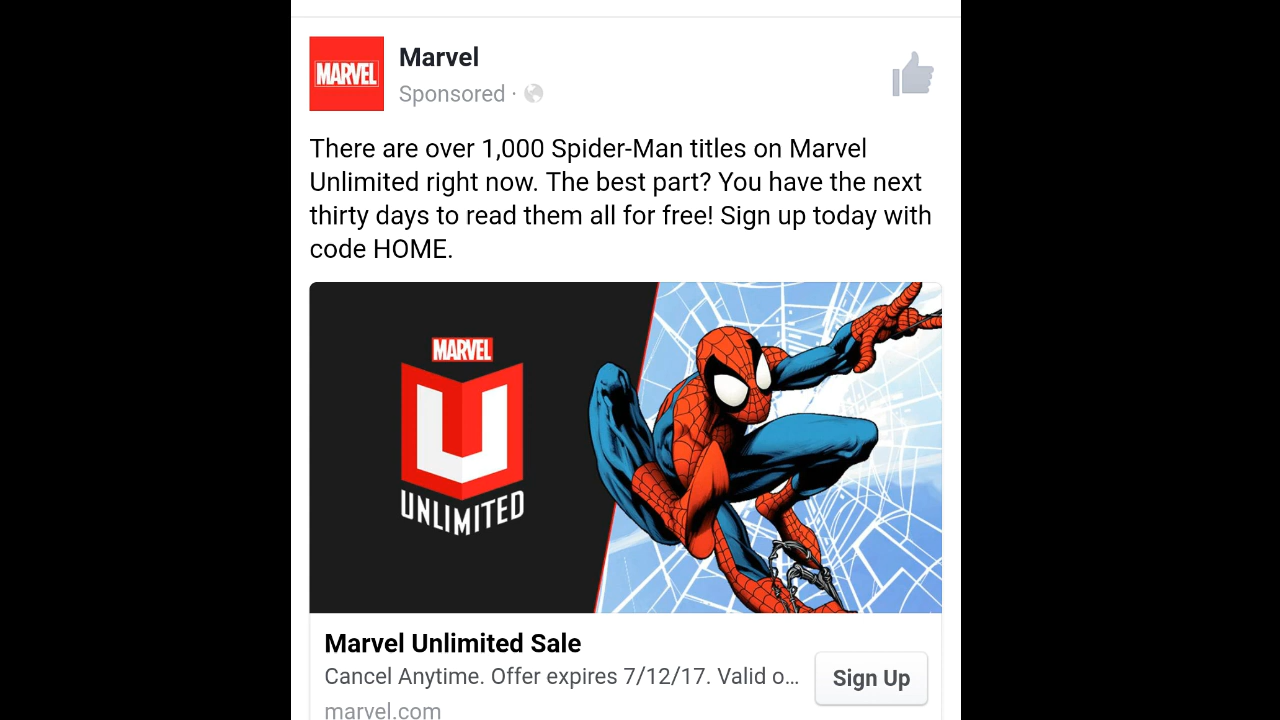 MARVEL
Marvel
Sponsored ·
There are over 1,000 Spider-Man titles on Marvel
Unlimited right now. The best part? You have the next
thirty days to read them all for free! Sign up today with
code HOME.
MARVEL
U
UNLIMITED
Marvel Unlimited Sale
Cancel Anytime. Offer expires 7/12/17. Valid o...
Sign Up
marvel.com